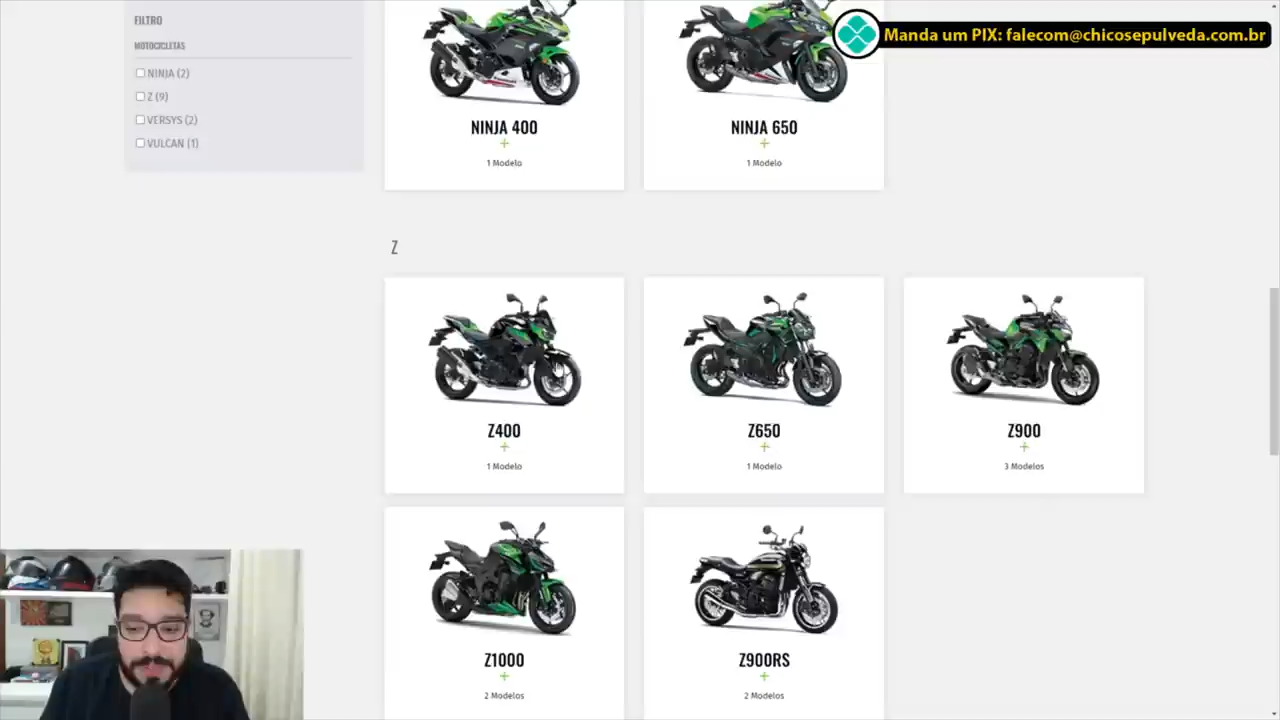 FILTRO
MOTOCICLETAS
NINJA (2)
Z (9)
VERSYS (2)
VULCAN (1)
Manda um PIX: falecom@chicosepulveda.com.br
NINJA 400
+
1 Modelo
NINJA 650
+
1 Modelo
Z
Z400
+
1 Modelo
Z650
+
1 Modelo
Z900
+
3 Modelos
Z1000
+
2 Modelos
Z900RS
+
2 Modelos